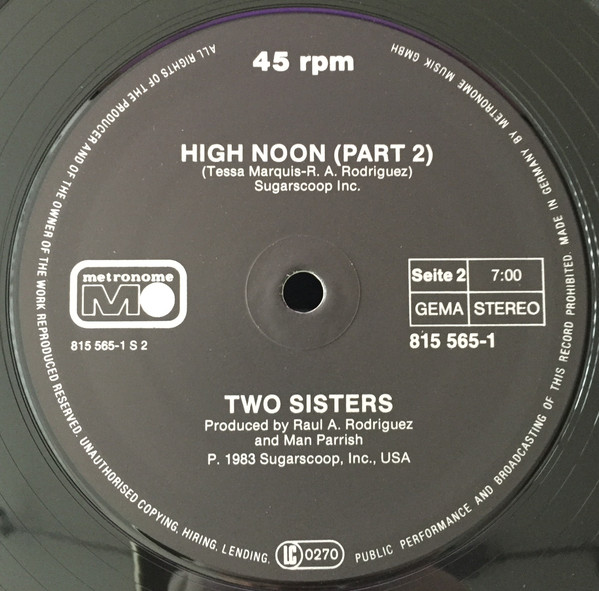 45 rpm
HIGH NOON (PART 2)
(Tessa Marquis-R. A. Rodriguez)
Sugarscoop Inc.
metronome
M
815 565-1 S 2
Seite 2 7:00
GEMA STEREO
815 565-1
TWO SISTERS
Produced by Raul A. Rodriguez
and Man Parrish
P. 1983 Sugarscoop, Inc., USA
ALL RIGHTS OF THE PRODUCER AND OF THE OWNER OF THE WORK REPRODUCED RESERVED. UNAUTHORISED COPYING, HIRING, LENDING,
LC 0270
PUBLIC PERFORMANCE AND BROADCASTING OF THIS RECORD PROHIBITED. MADE IN GERMANY BY METRONOME MUSIK GMBH